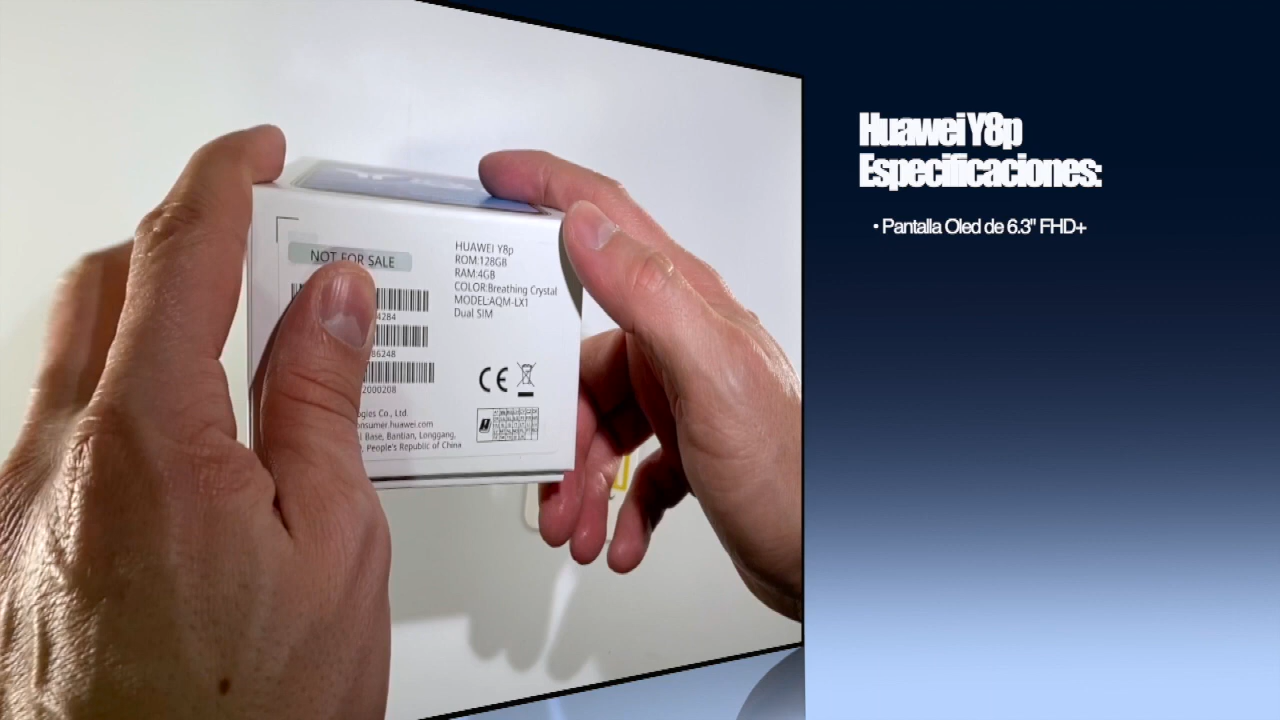 Huawei Y8p
Especificaciones:
• Pantalla Oled de 6.3" FHD+
NOT FOR SALE
HUAWEI Y8p
ROM:128GB
RAM:4GB
COLOR:Breathing Crystal
MODEL:AQM-LX1
Dual SIM
4284
86248
2000208
CE
ogies Co., Ltd.
nsumer.huawei.com
l Base, Bantian, Longgang,
, People's Republic of China